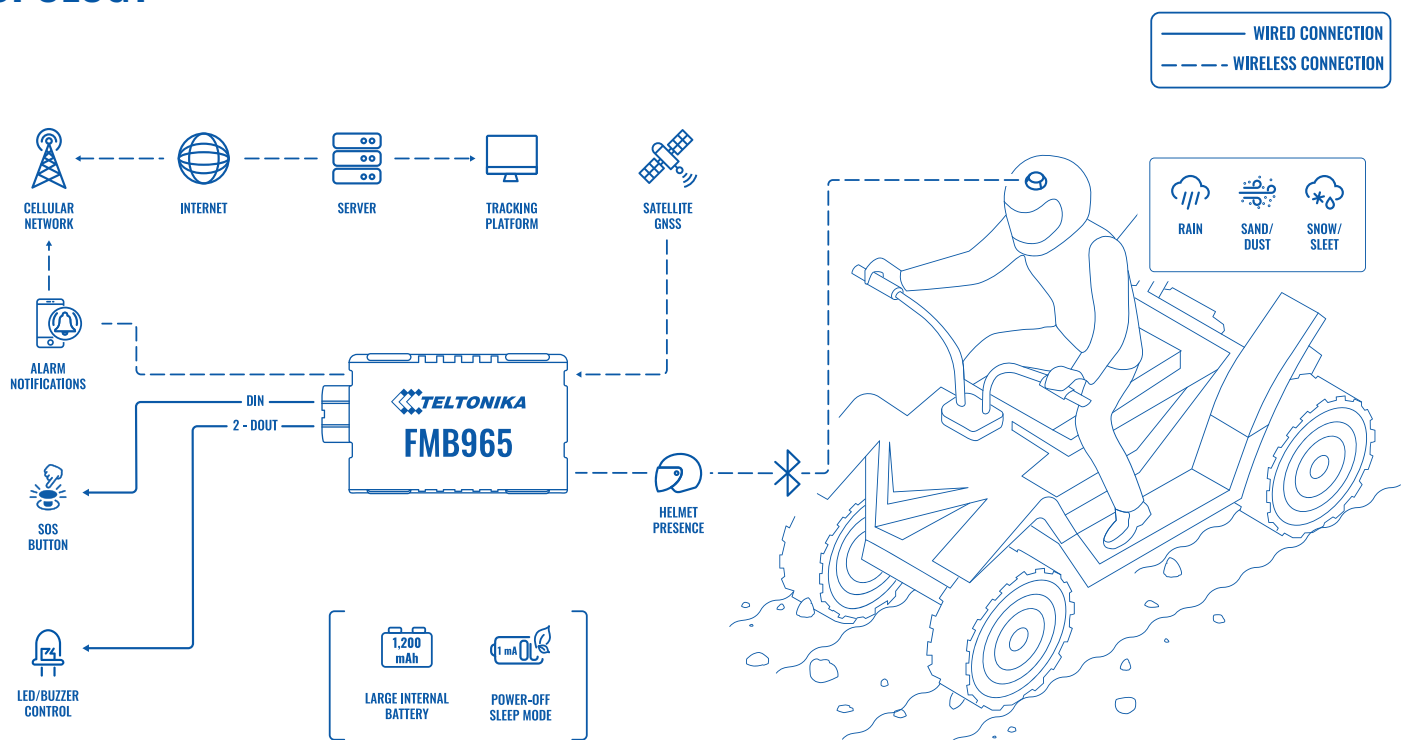 WIRED CONNECTION
WIRELESS CONNECTION
CELLULAR
NETWORK
INTERNET
SERVER
TRACKING
PLATFORM
SATELLITE
GNSS
RAIN
SAND/
DUST
SNOW/
SLEET
ALARM
NOTIFICATIONS
TELTONIKA
FMB965
DIN
2 - DOUT
SOS
BUTTON
HELMET
PRESENCE
LED/BUZZER
CONTROL
1,200
mAh
LARGE INTERNAL
BATTERY
1 mA
POWER-OFF
SLEEP MODE